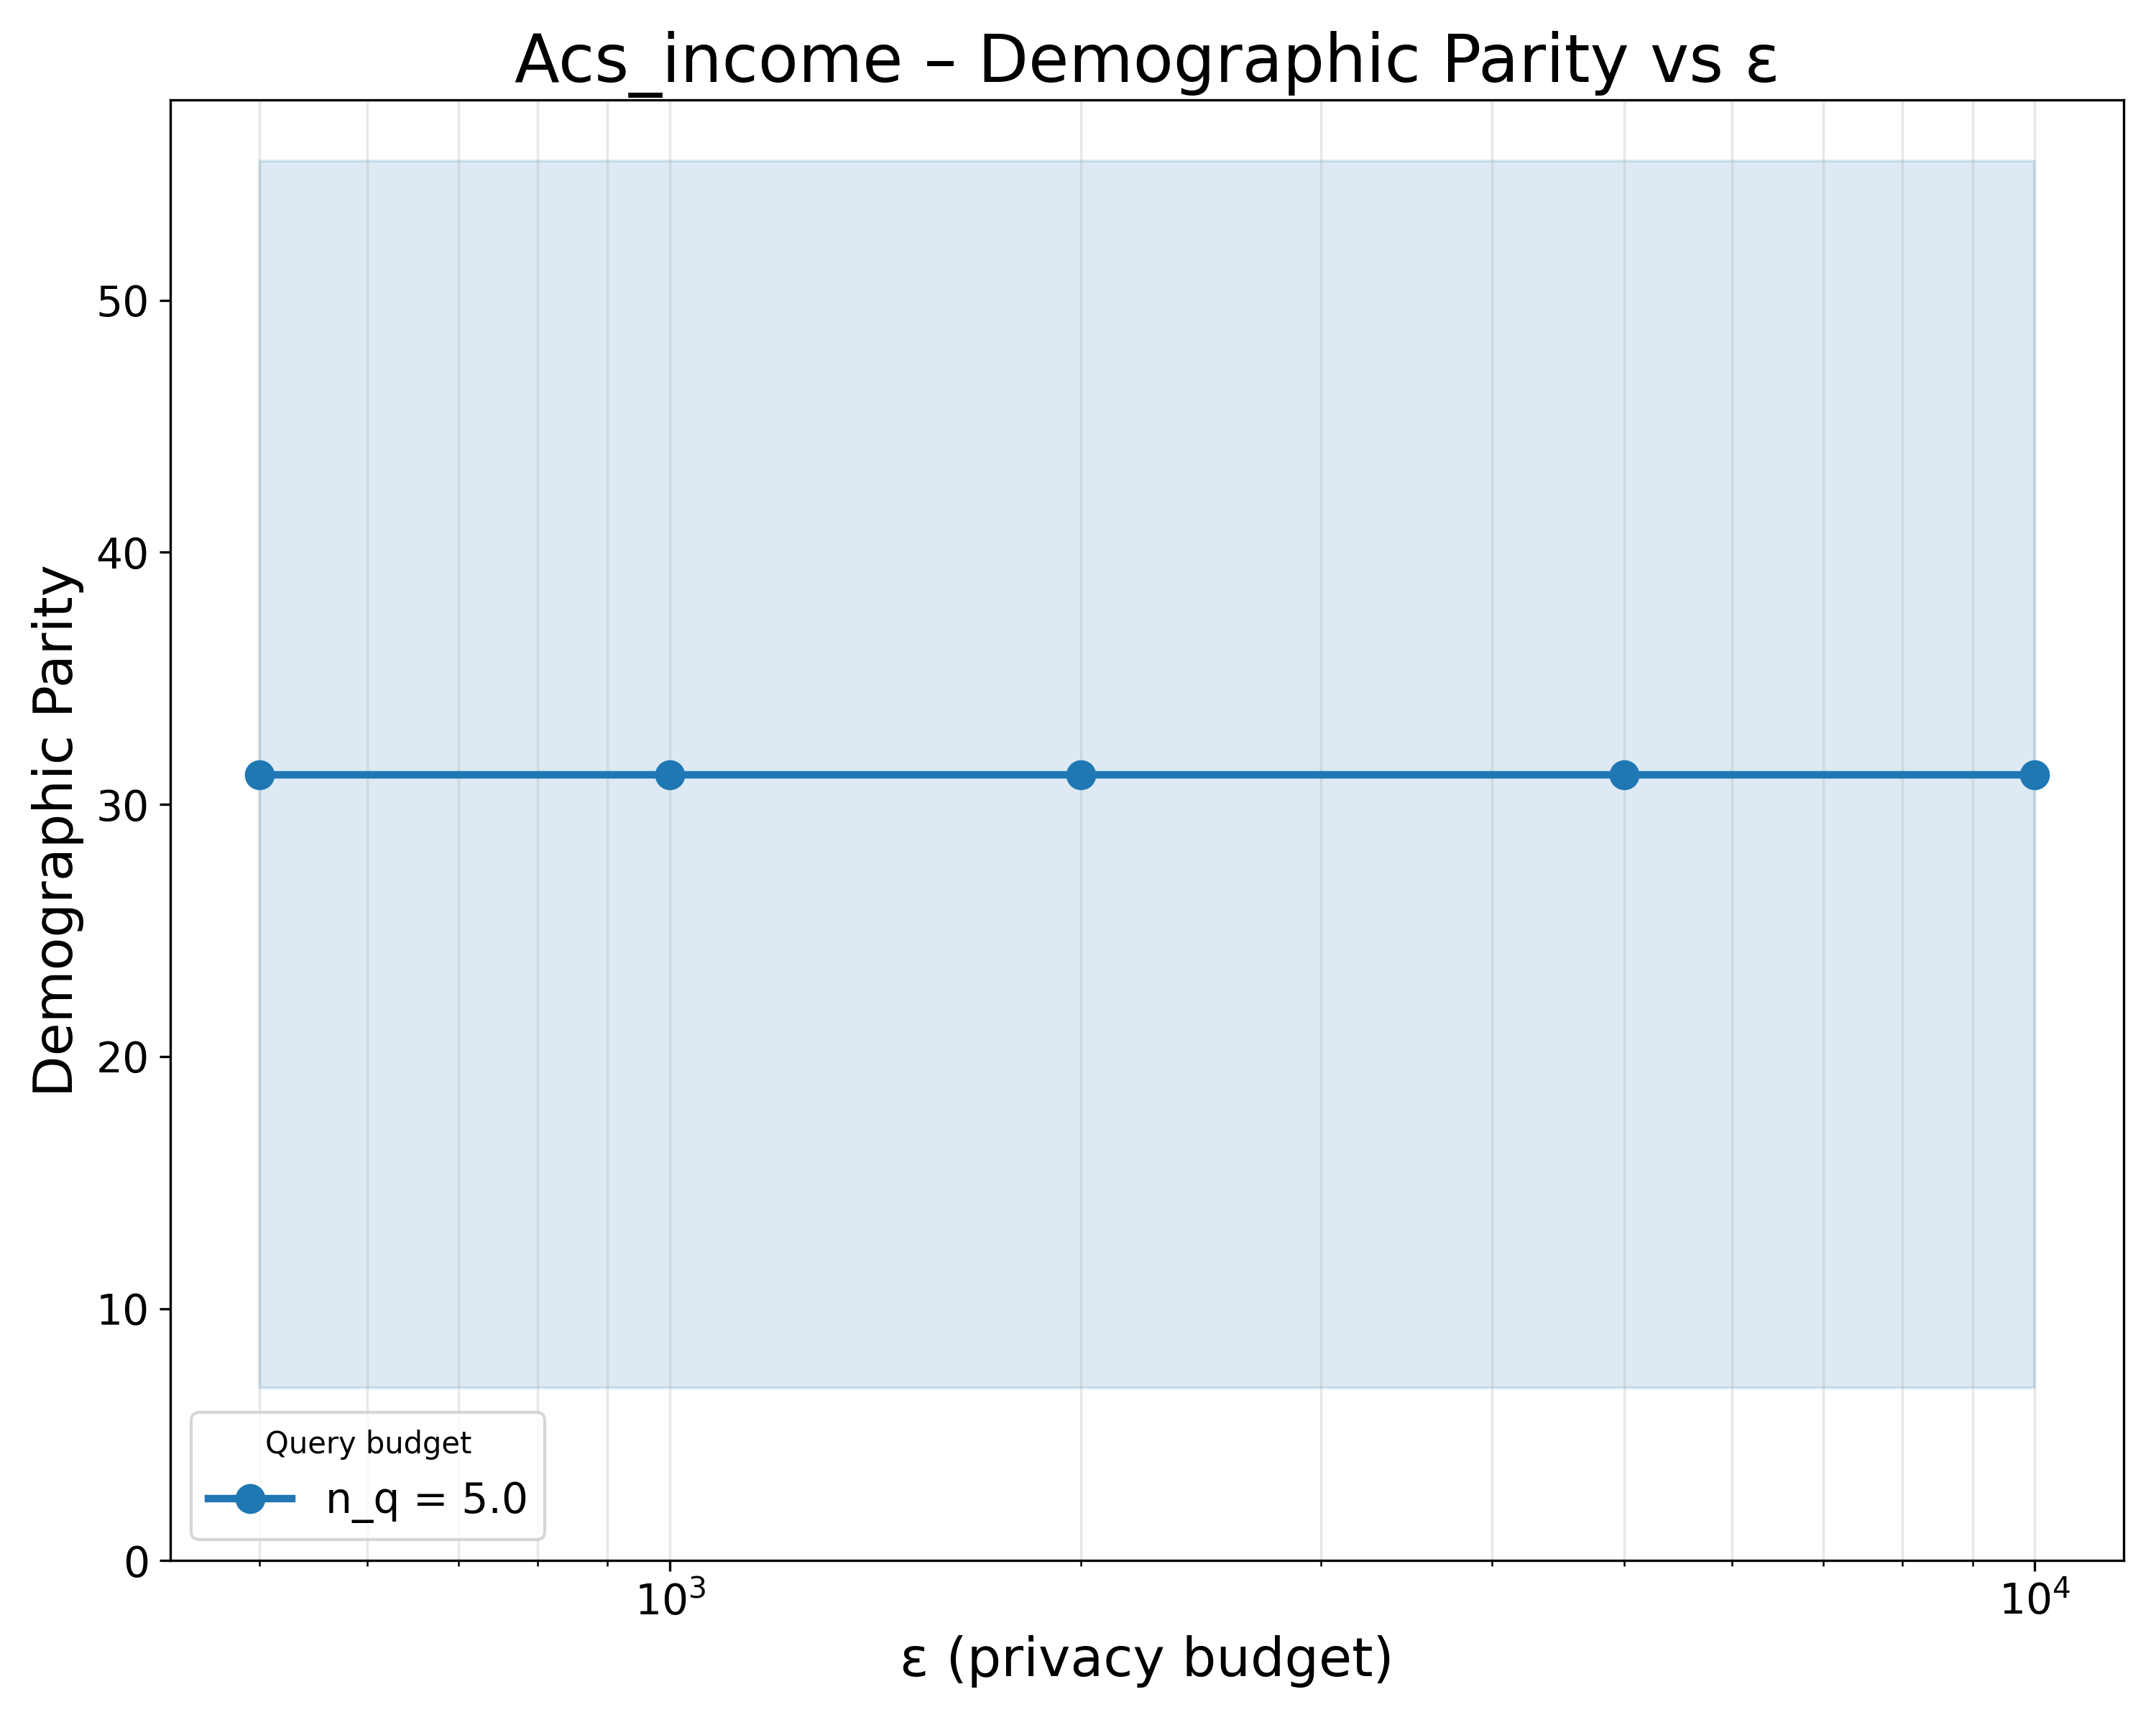 Acs_income – Demographic Parity vs ε
Demographic Parity
50
40
30
20
10
0
Query budget
n_q = 5.0
10³
10⁴
ε (privacy budget)